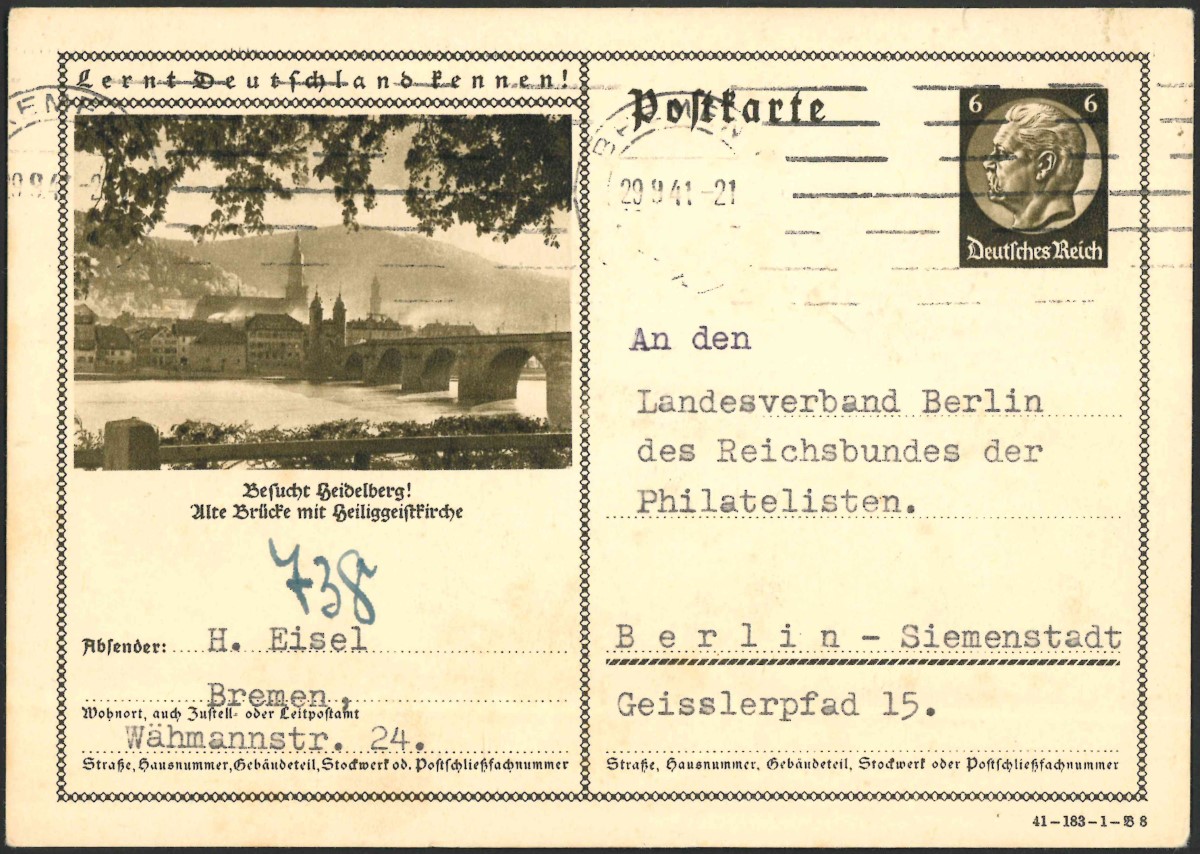 Lernt Deutschland kennen!
Besucht Heidelberg!
Alte Brücke mit Heiliggeistkirche
738
Absender: H. Eisel
Bremen,
Wohnort, auch Zustell- oder Leitpostamt
Wähmannstr. 24.
Straße, Hausnummer, Gebäudeteil, Stockwerk od. Postschließfachnummer
Postkarte
29.9.41-21
6 6
Deutsches Reich
An den
Landesverband Berlin
des Reichsbundes der
Philatelisten.
Berlin - Siemenstadt
Geisslerpfad 15.
Straße, Hausnummer, Gebäudeteil, Stockwerk oder Postschließfachnummer
41-183-1-B 8